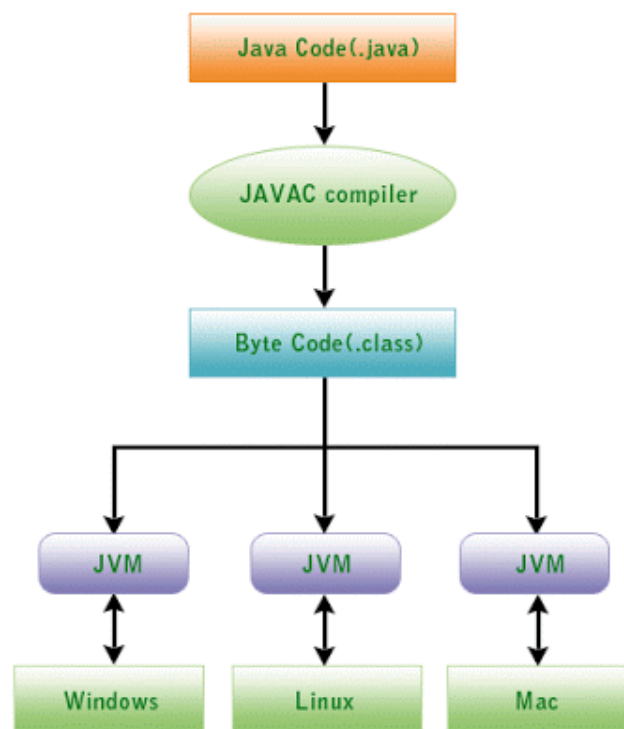 Java Code(.java)
JAVAC compiler
Byte Code(.class)
JVM JVM JVM
Windows Linux Mac